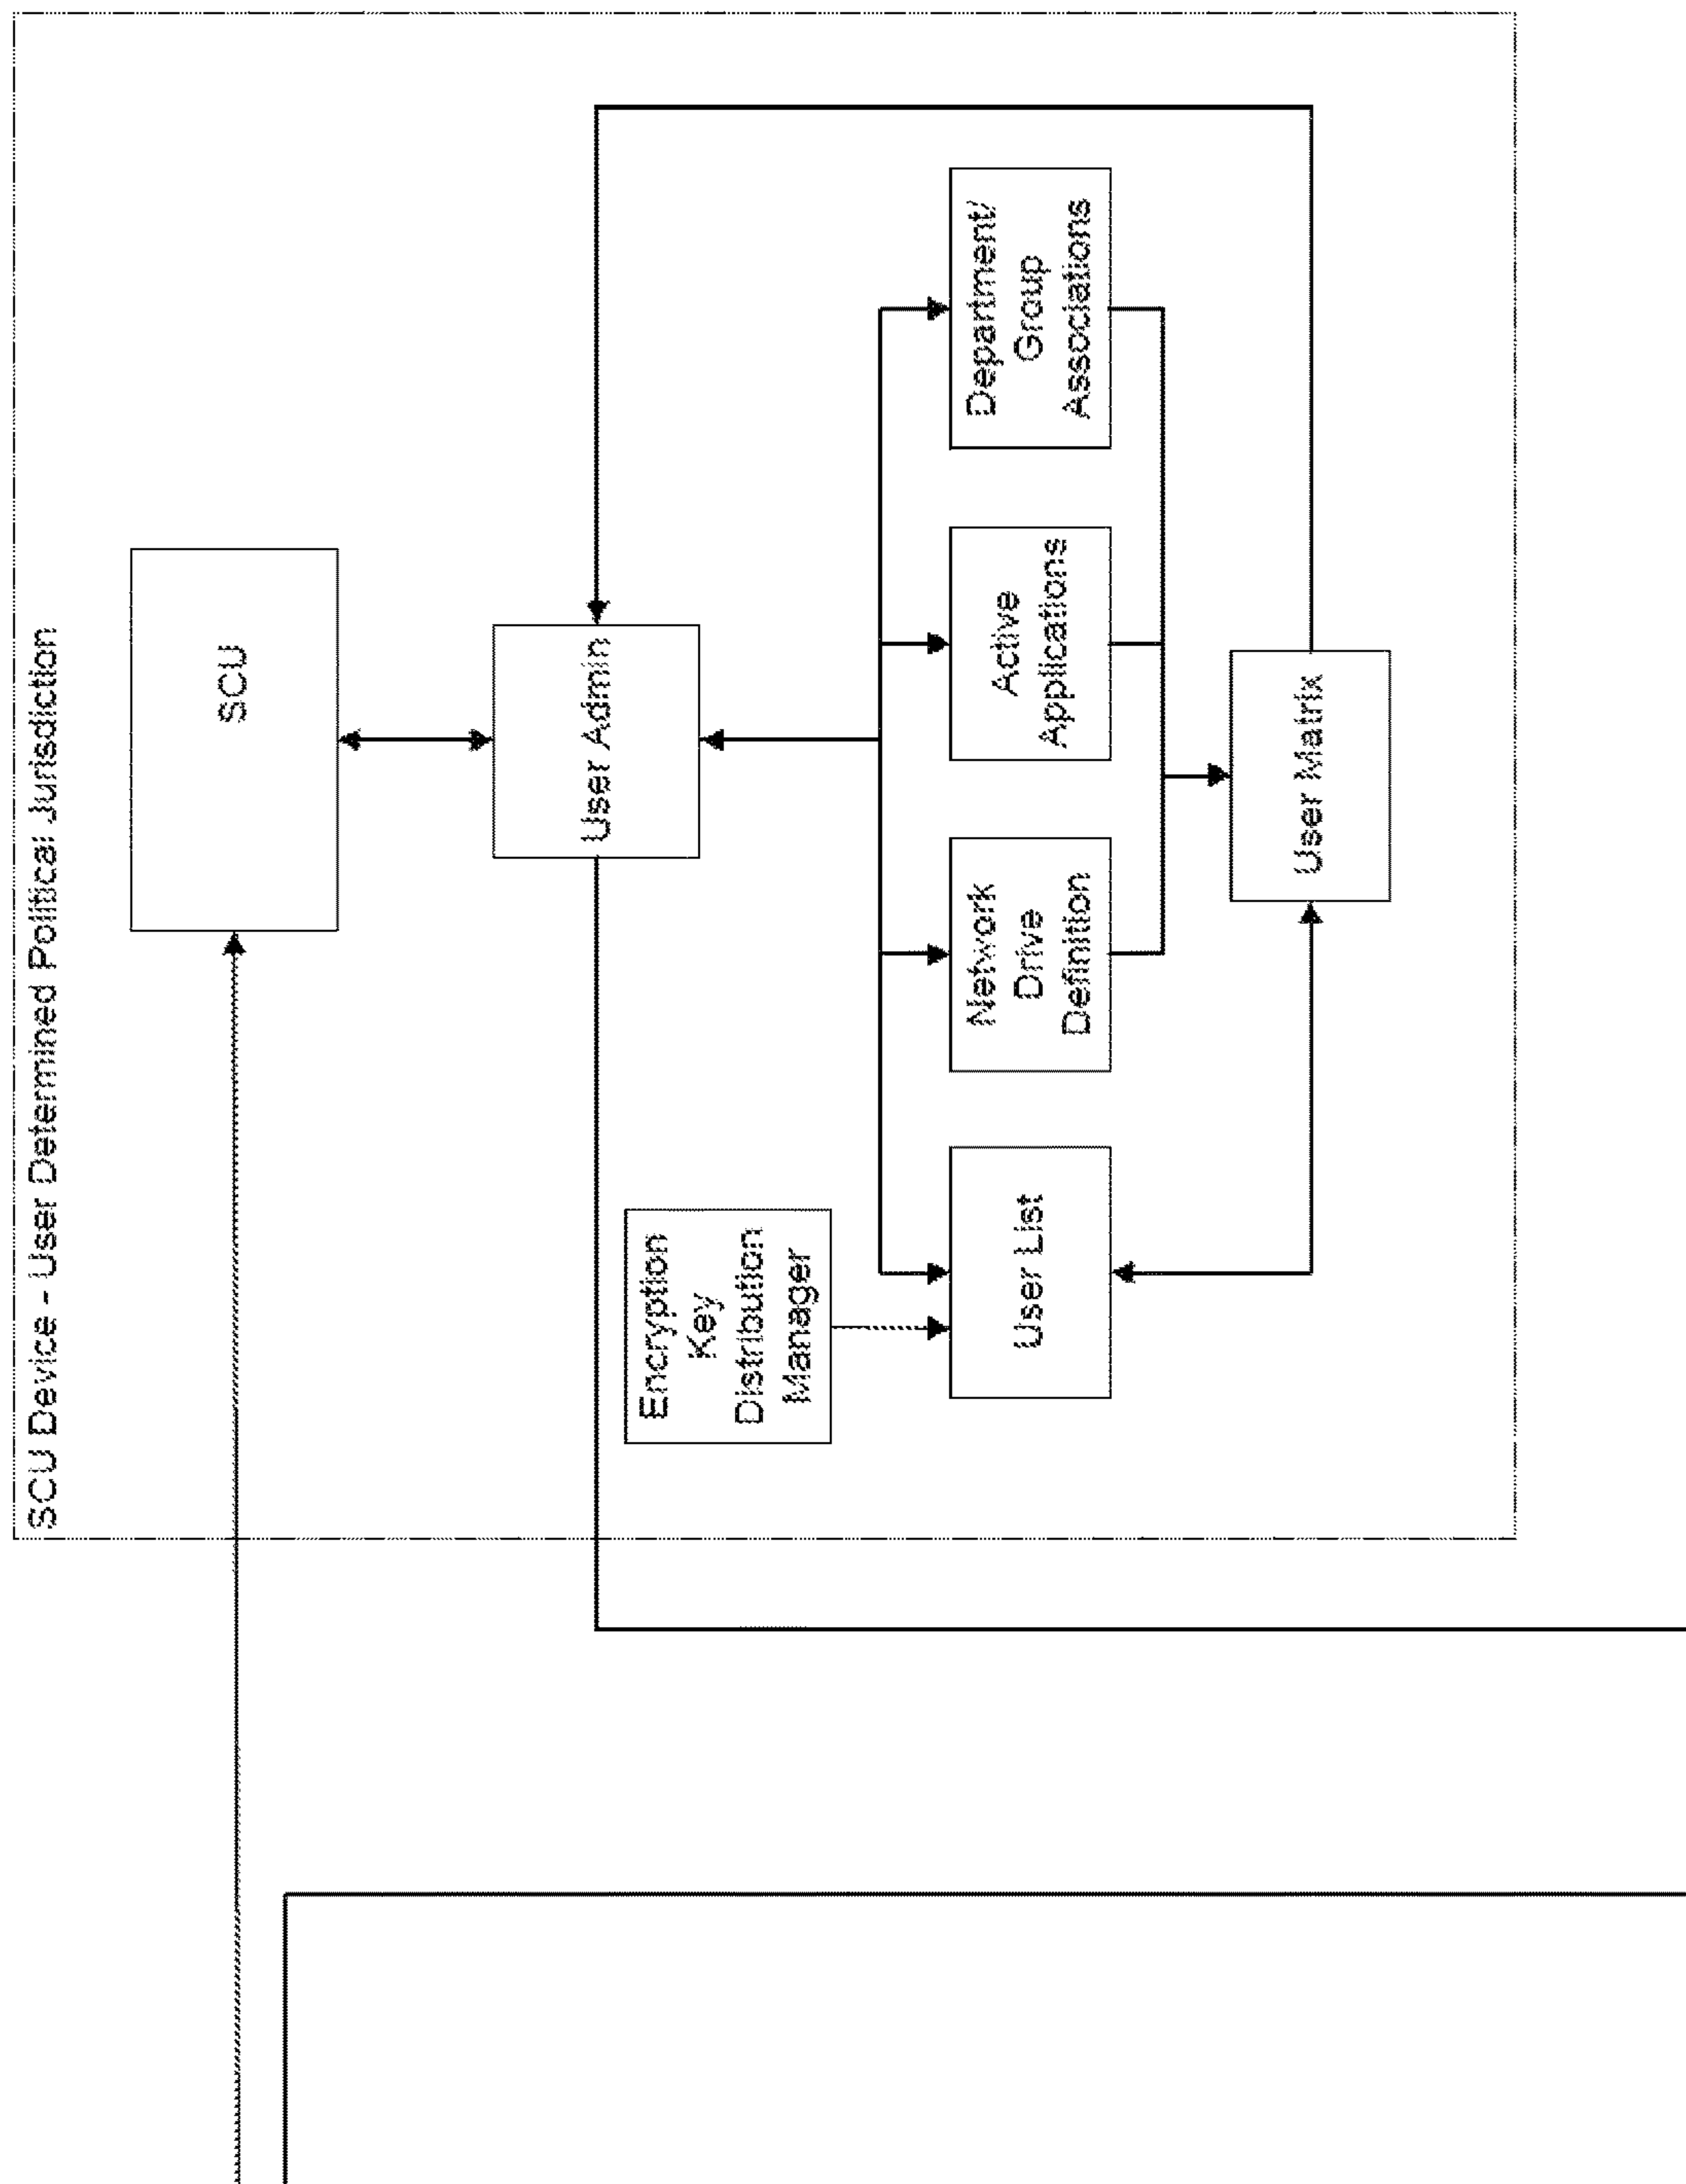 SCU Device - User Determined Political Jurisdiction
SCU
User Admin
Encryption
Key
Distribution
Manager
User List
Network
Drive
Definition
Active
Applications
Department/
Group
Associations
User Matrix